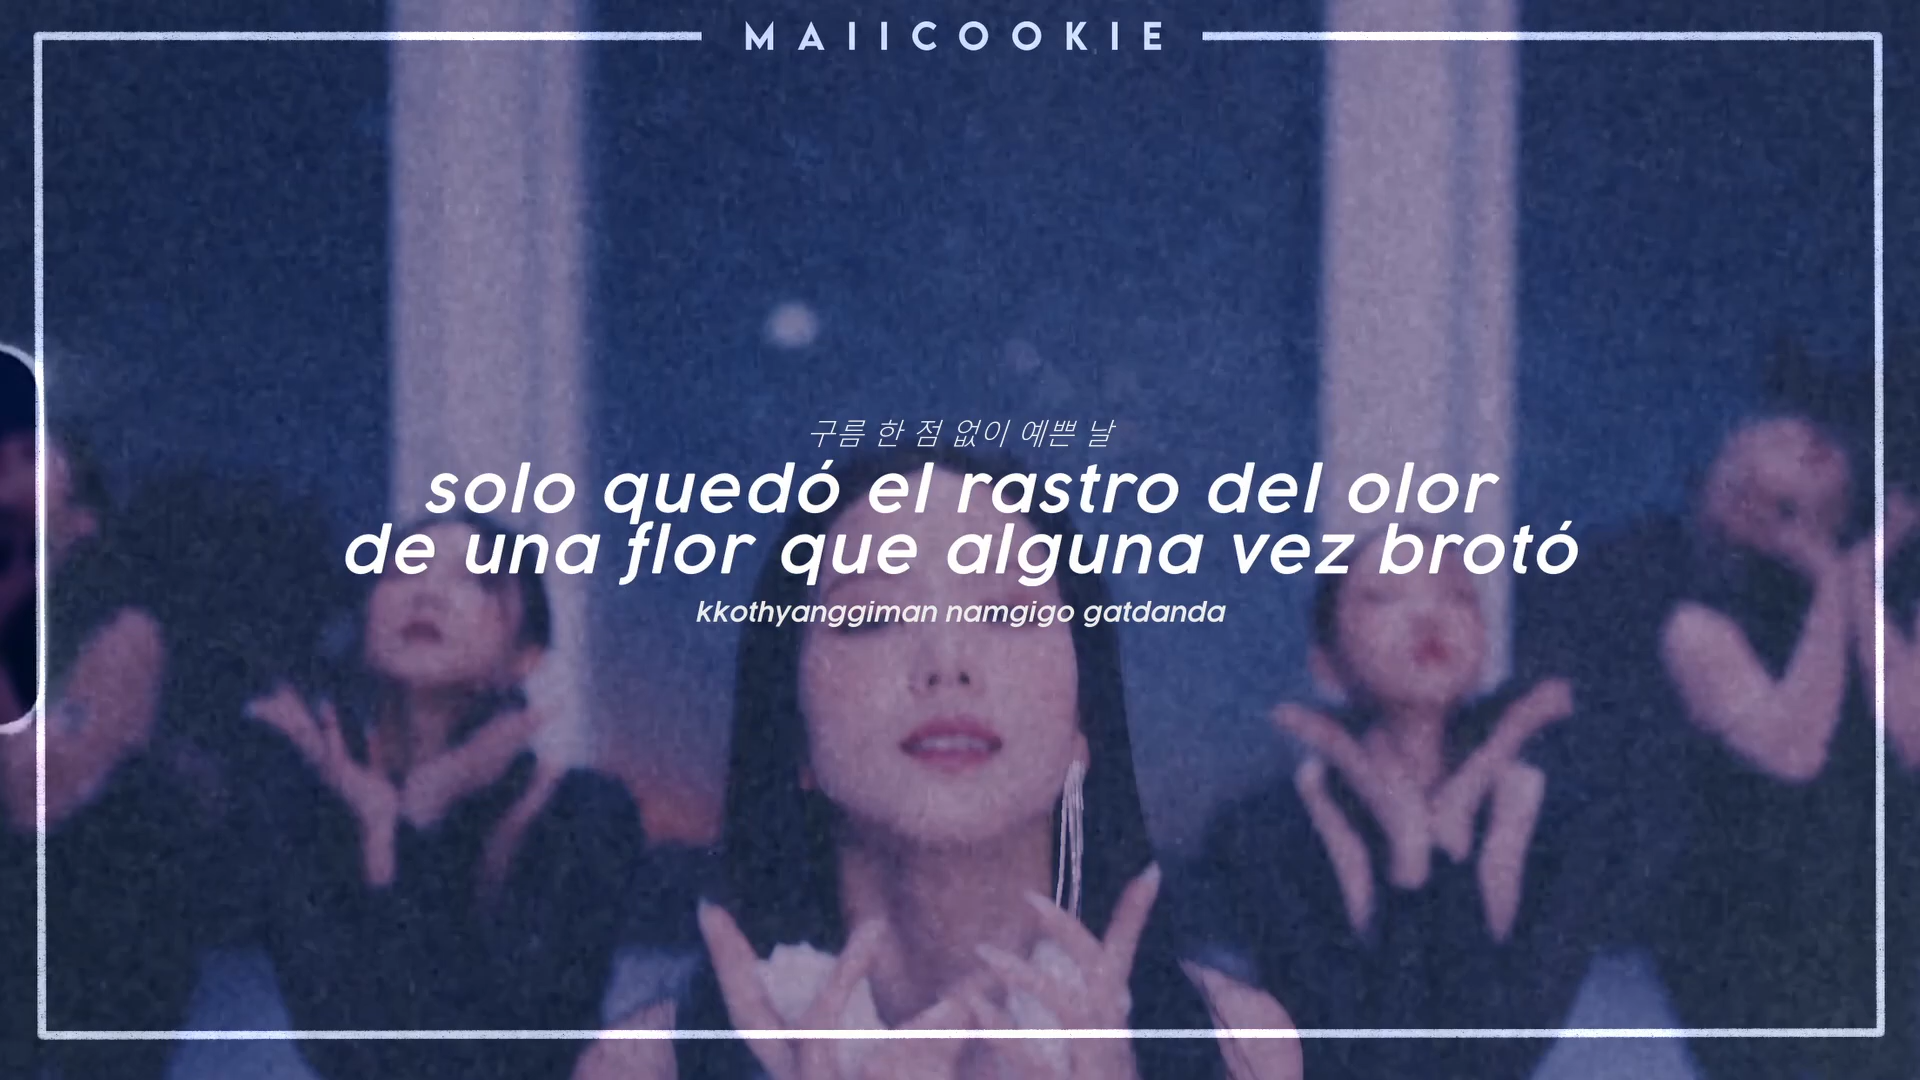 MAIICOOKIE
구름 한 점 없이 예쁜 날
solo quedó el rastro del olor
de una flor que alguna vez brotó
kkothyanggiman namgigo gatdanda